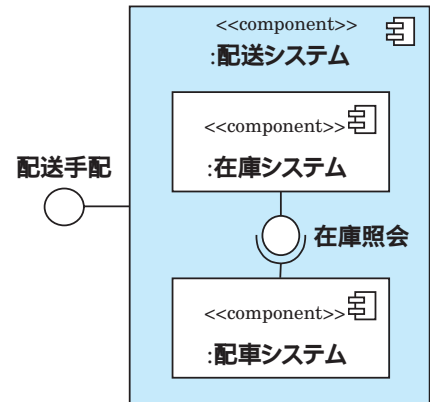 <<component>>
:配送システム
<<component>>
:在庫システム
配送手配
在庫照会
<<component>>
:配車システム